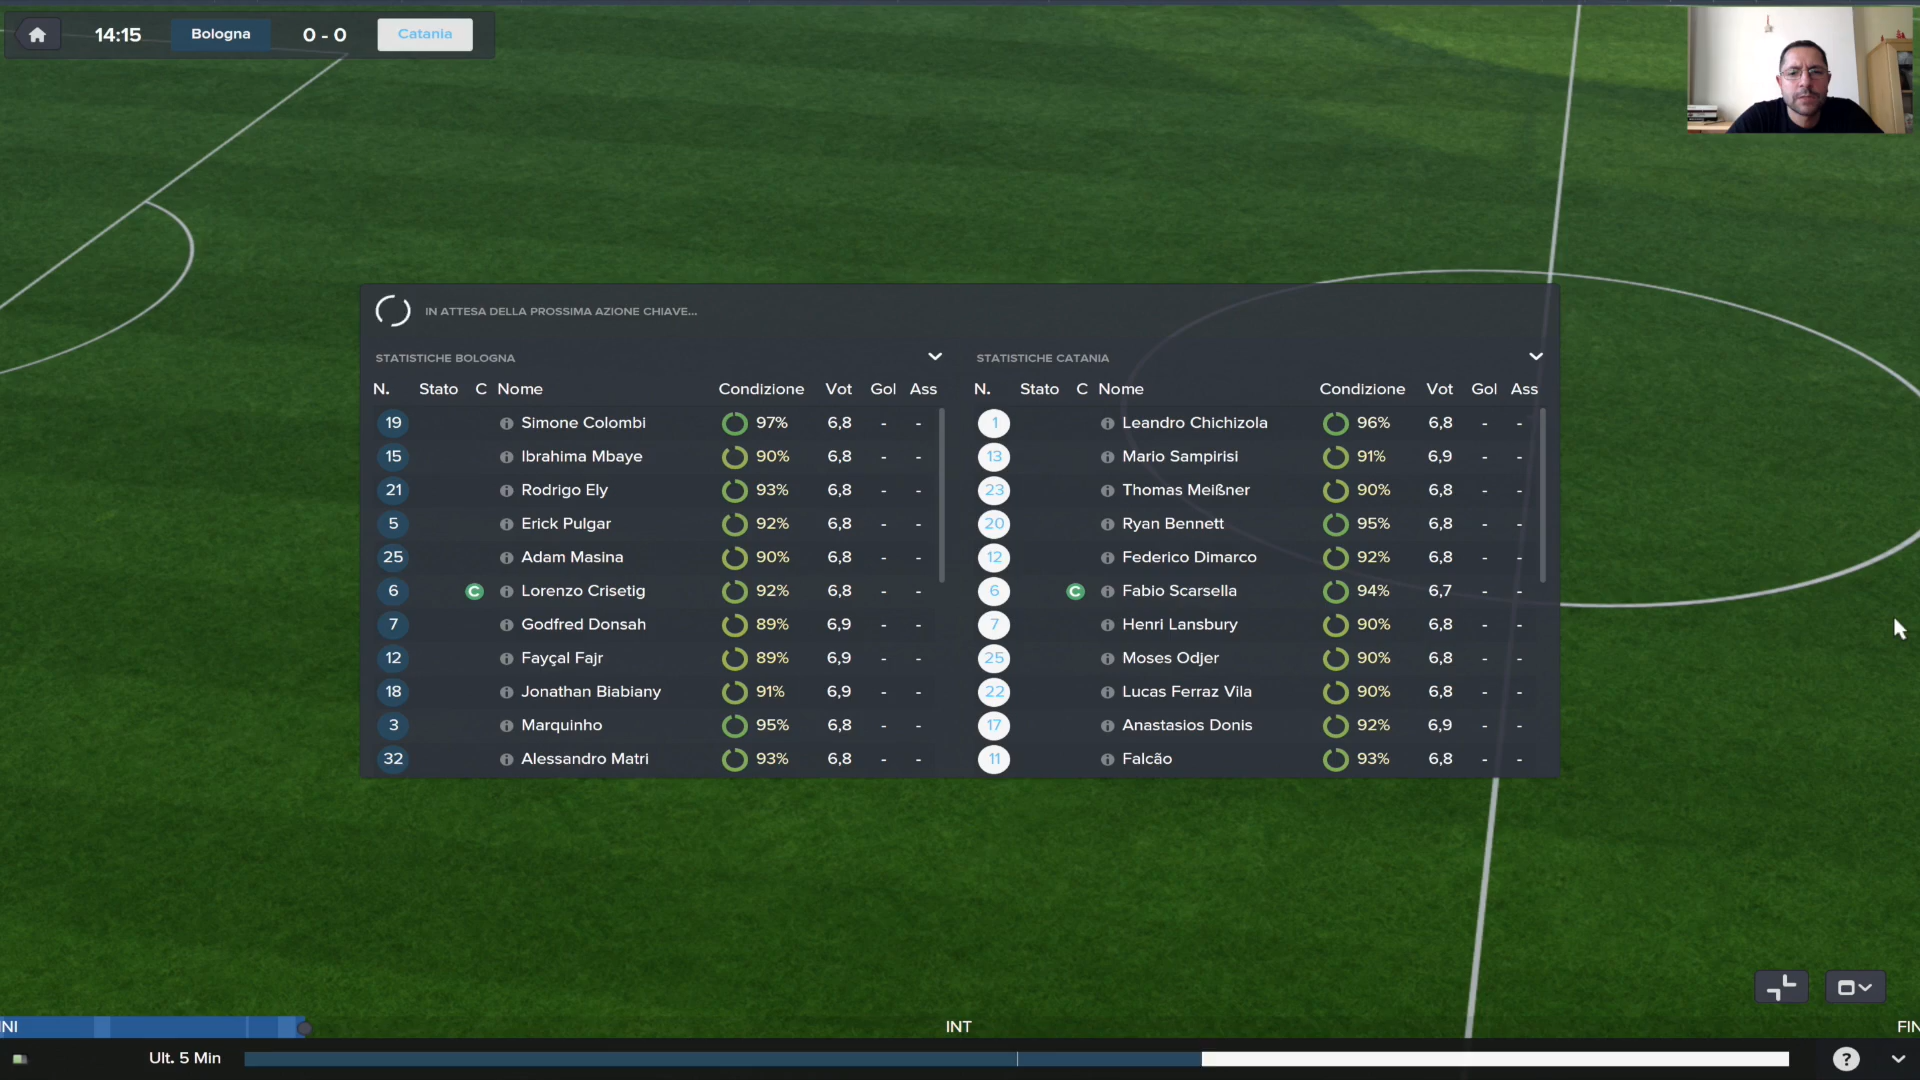 14:15 Bologna 0 - 0 Catania
IN ATTESA DELLA PROSSIMA AZIONE CHIAVE...
STATISTICHE BOLOGNA
N. Stato C Nome Condizione Vot Gol Ass
19 Simone Colombi 97% 6,8 - -
15 Ibrahima Mbaye 90% 6,8 - -
21 Rodrigo Ely 93% 6,8 - -
5 Erick Pulgar 92% 6,8 - -
25 Adam Masina 90% 6,8 - -
6 C Lorenzo Crisetig 92% 6,8 - -
7 Godfred Donsah 89% 6,9 - -
12 Fayçal Fajr 89% 6,9 - -
18 Jonathan Biabiany 91% 6,9 - -
3 Marquinho 95% 6,8 - -
32 Alessandro Matri 93% 6,8 - -
STATISTICHE CATANIA
N. Stato C Nome Condizione Vot Gol Ass
1 Leandro Chichizola 96% 6,8 - -
13 Mario Sampirisi 91% 6,9 - -
23 Thomas Meißner 90% 6,8 - -
20 Ryan Bennett 95% 6,8 - -
12 Federico Dimarco 92% 6,8 - -
6 C Fabio Scarsella 94% 6,7 - -
7 Henri Lansbury 90% 6,8 - -
25 Moses Odjer 90% 6,8 - -
22 Lucas Ferraz Vila 90% 6,8 - -
17 Anastasios Donis 92% 6,9 - -
11 Falcão 93% 6,8 - -
INI INT FIN
Ult. 5 Min ?